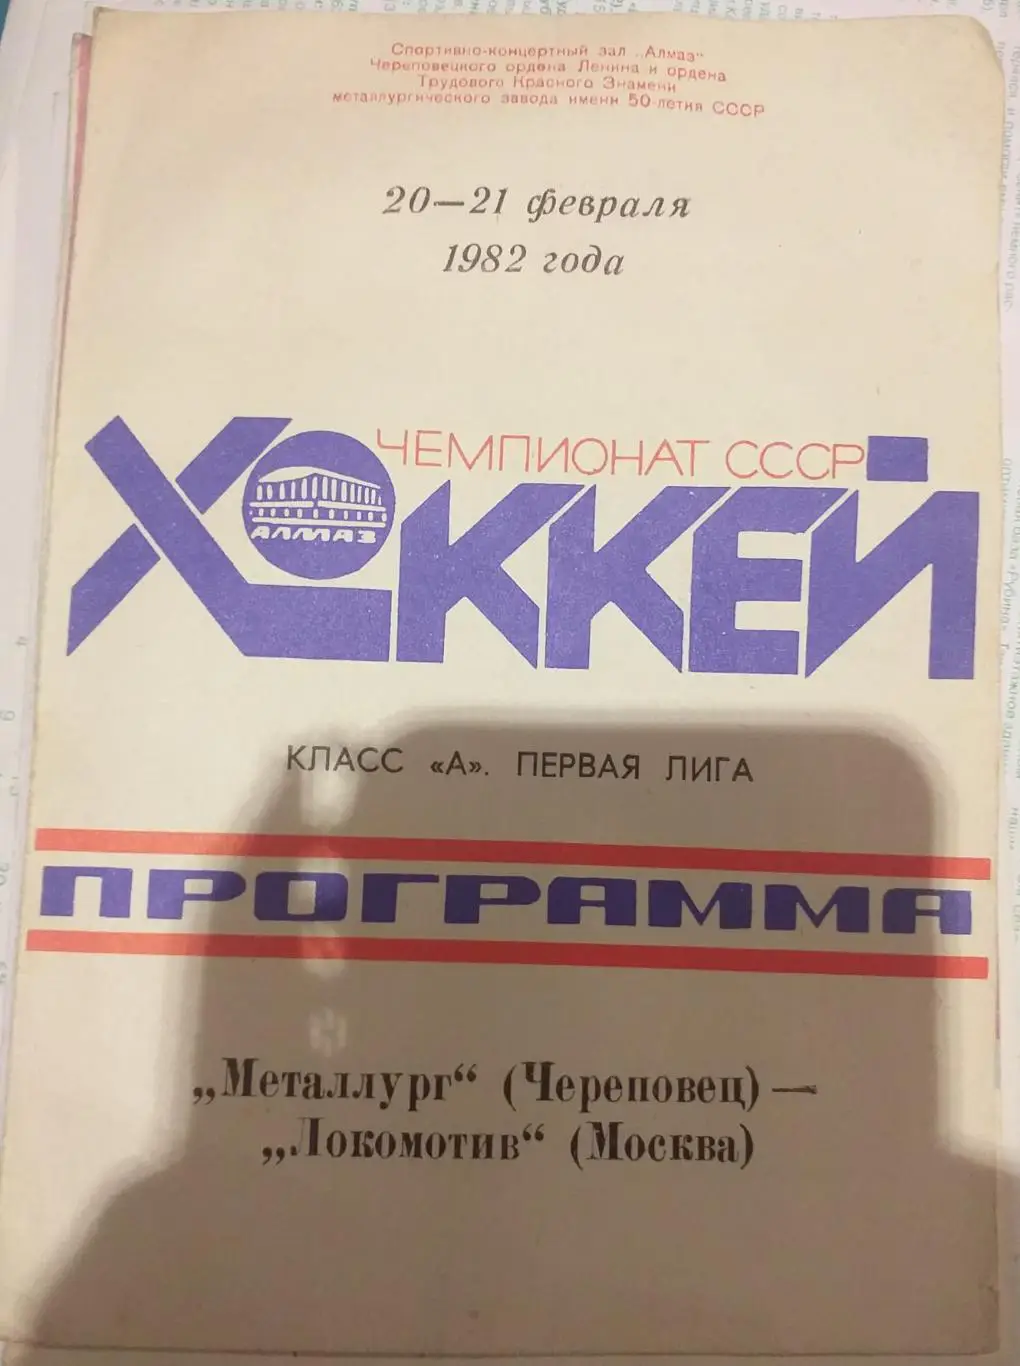 Спортивно-концертный зал „Алмаз“
Череповецкого ордена Ленина и ордена
Трудового Красного Знамени
металлургического завода имени 50-летия СССР
20—21 февраля
1982 года
ЧЕМПИОНАТ СССР
ХОККЕЙ
АЛМАЗ
КЛАСС «А». ПЕРВАЯ ЛИГА
ПРОГРАММА
„Металлург“ (Череповец) —
„Локомотив“ (Москва)